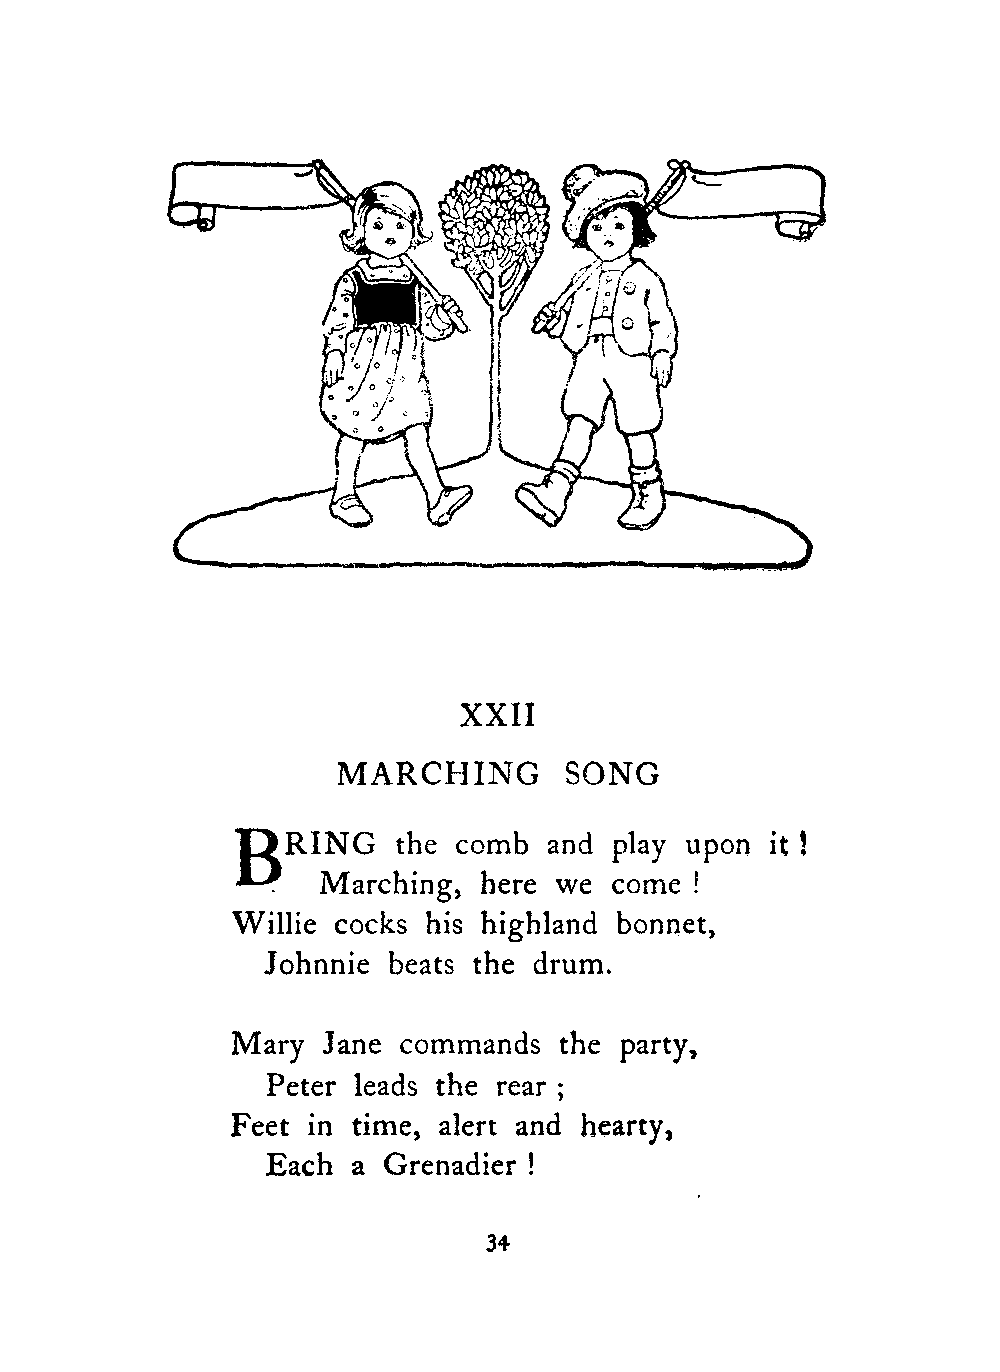 XXII
MARCHING SONG
BRING the comb and play upon it !
Marching, here we come !
Willie cocks his highland bonnet,
Johnnie beats the drum.
Mary Jane commands the party,
Peter leads the rear ;
Feet in time, alert and hearty,
Each a Grenadier !
34